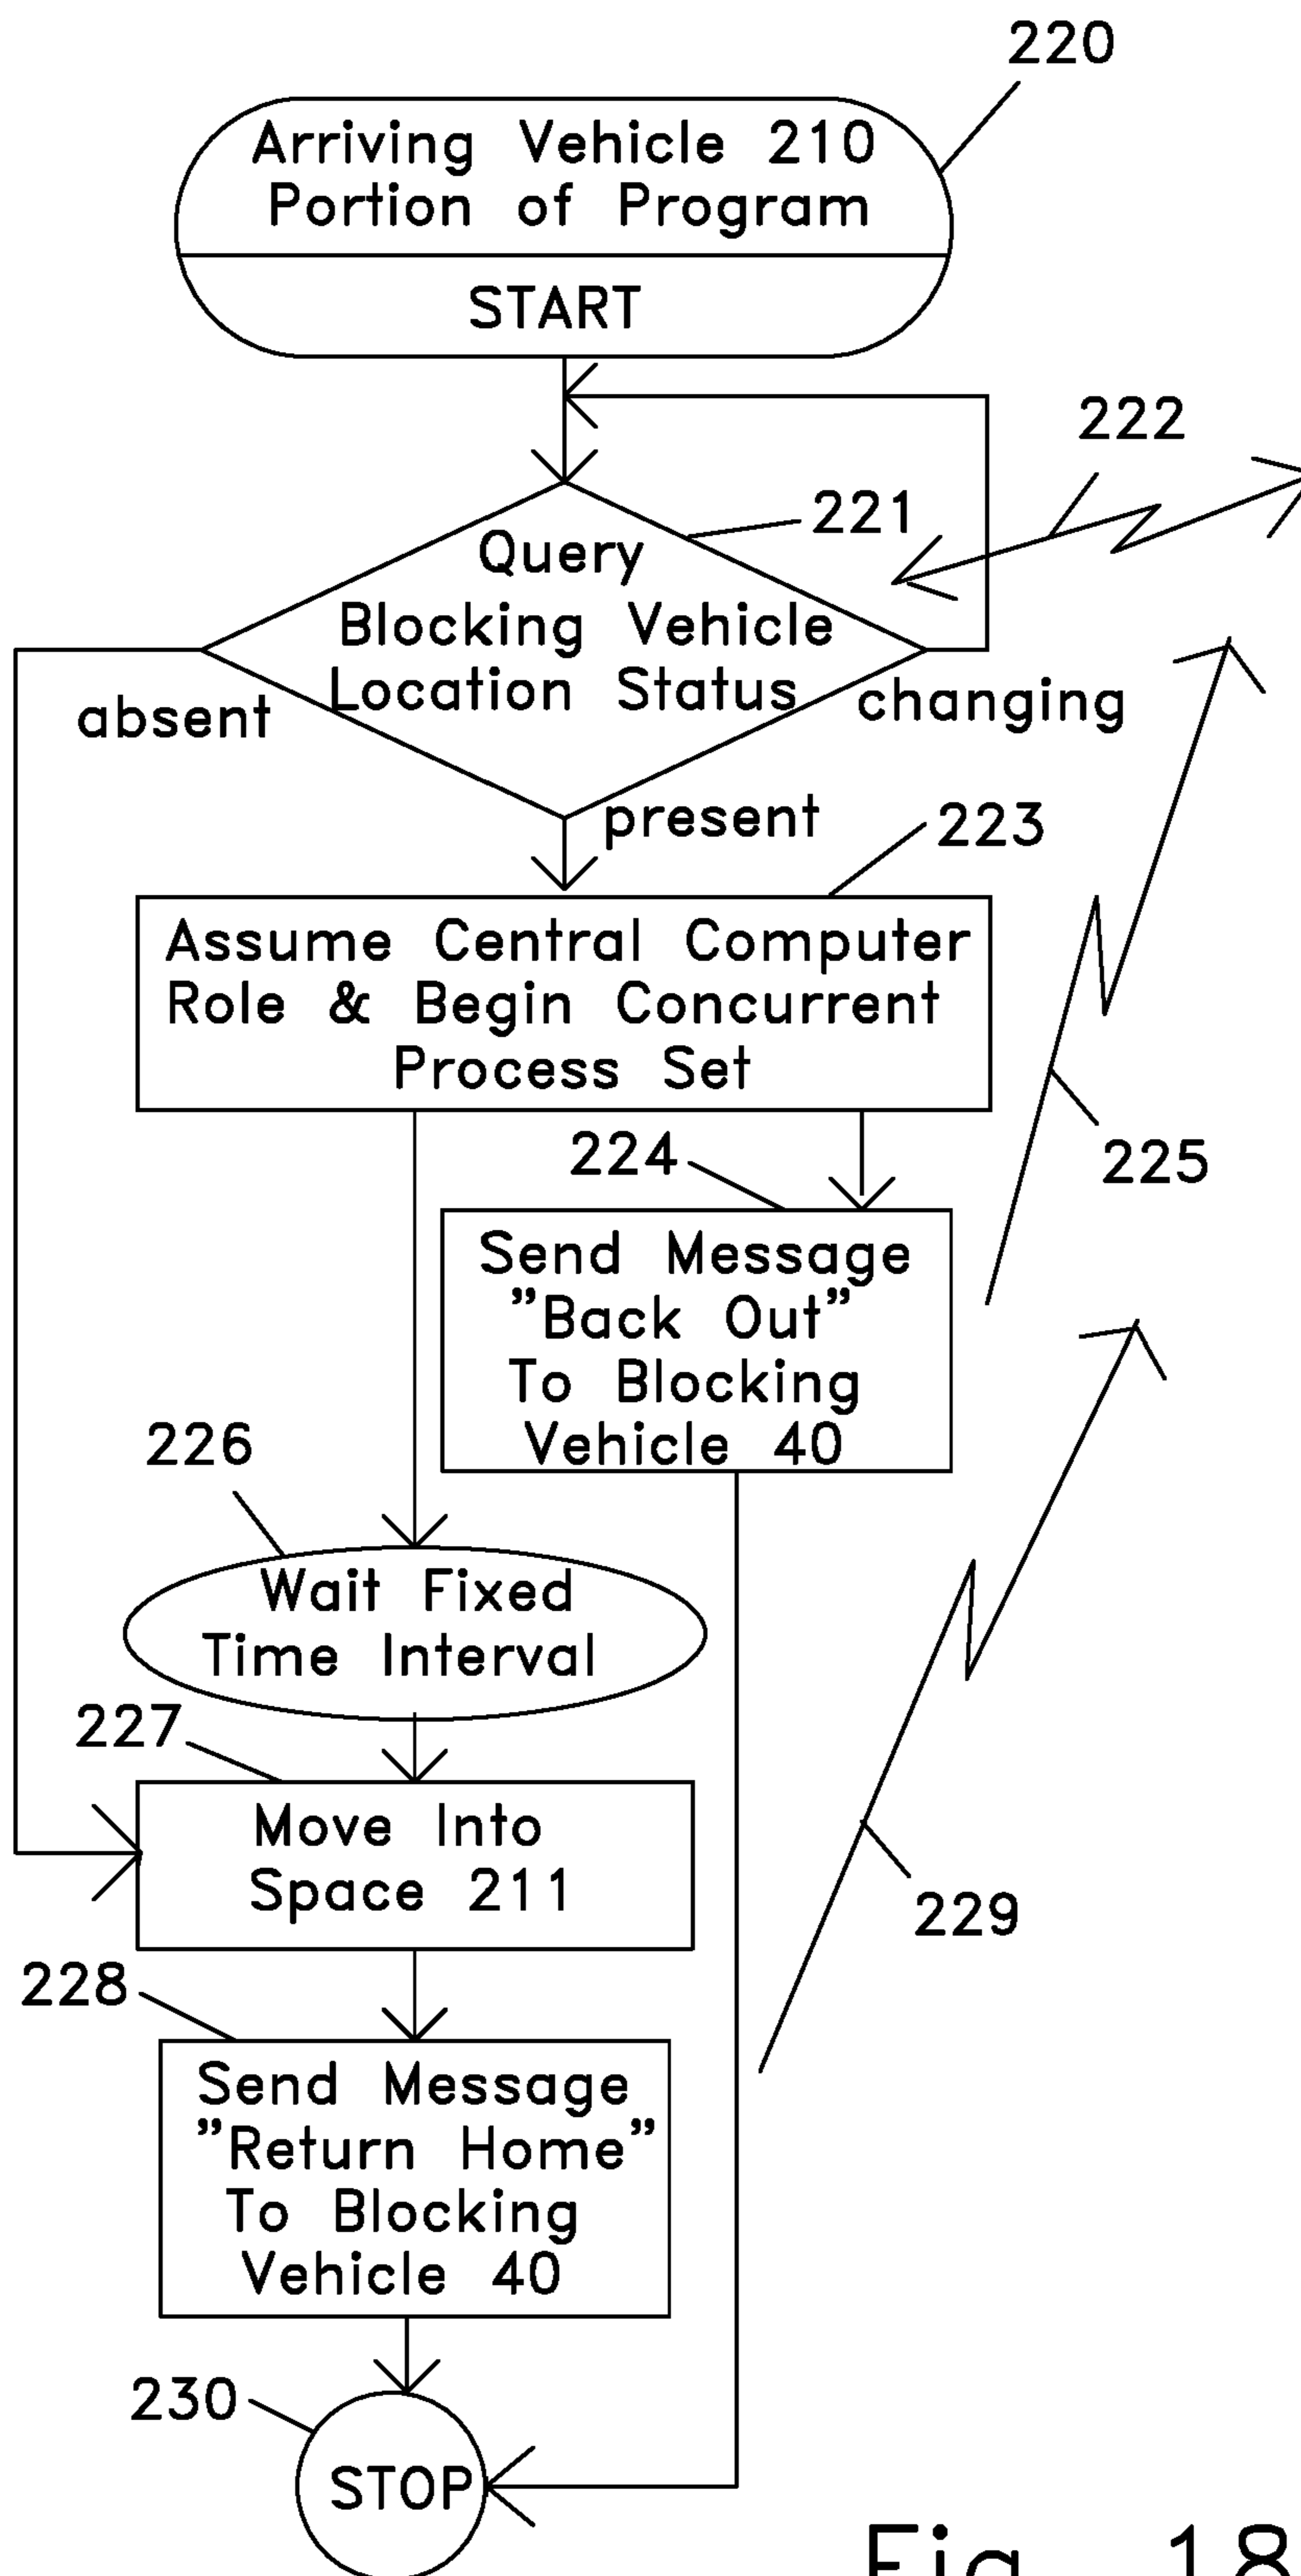 220
Arriving Vehicle 210
Portion of Program
START
222
221
Query
Blocking Vehicle
Location Status
absent
changing
present
223
Assume Central Computer
Role & Begin Concurrent
Process Set
224
225
Send Message
"Back Out"
To Blocking
Vehicle 40
226
Wait Fixed
Time Interval
227
Move Into
Space 211
229
228
Send Message
"Return Home"
To Blocking
Vehicle 40
230
STOP
Fig. 18